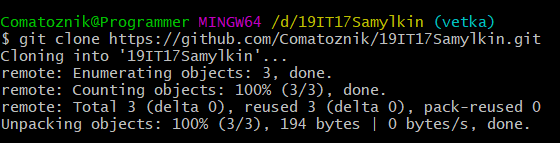 Comatoznik@Programmer MINGW64 /d/19IT17Samylkin (vetka)
$ git clone https://github.com/Comatoznik/19IT17Samylkin.git
Cloning into '19IT17Samylkin'...
remote: Enumerating objects: 3, done.
remote: Counting objects: 100% (3/3), done.
remote: Total 3 (delta 0), reused 3 (delta 0), pack-reused 0
Unpacking objects: 100% (3/3), 194 bytes | 0 bytes/s, done.